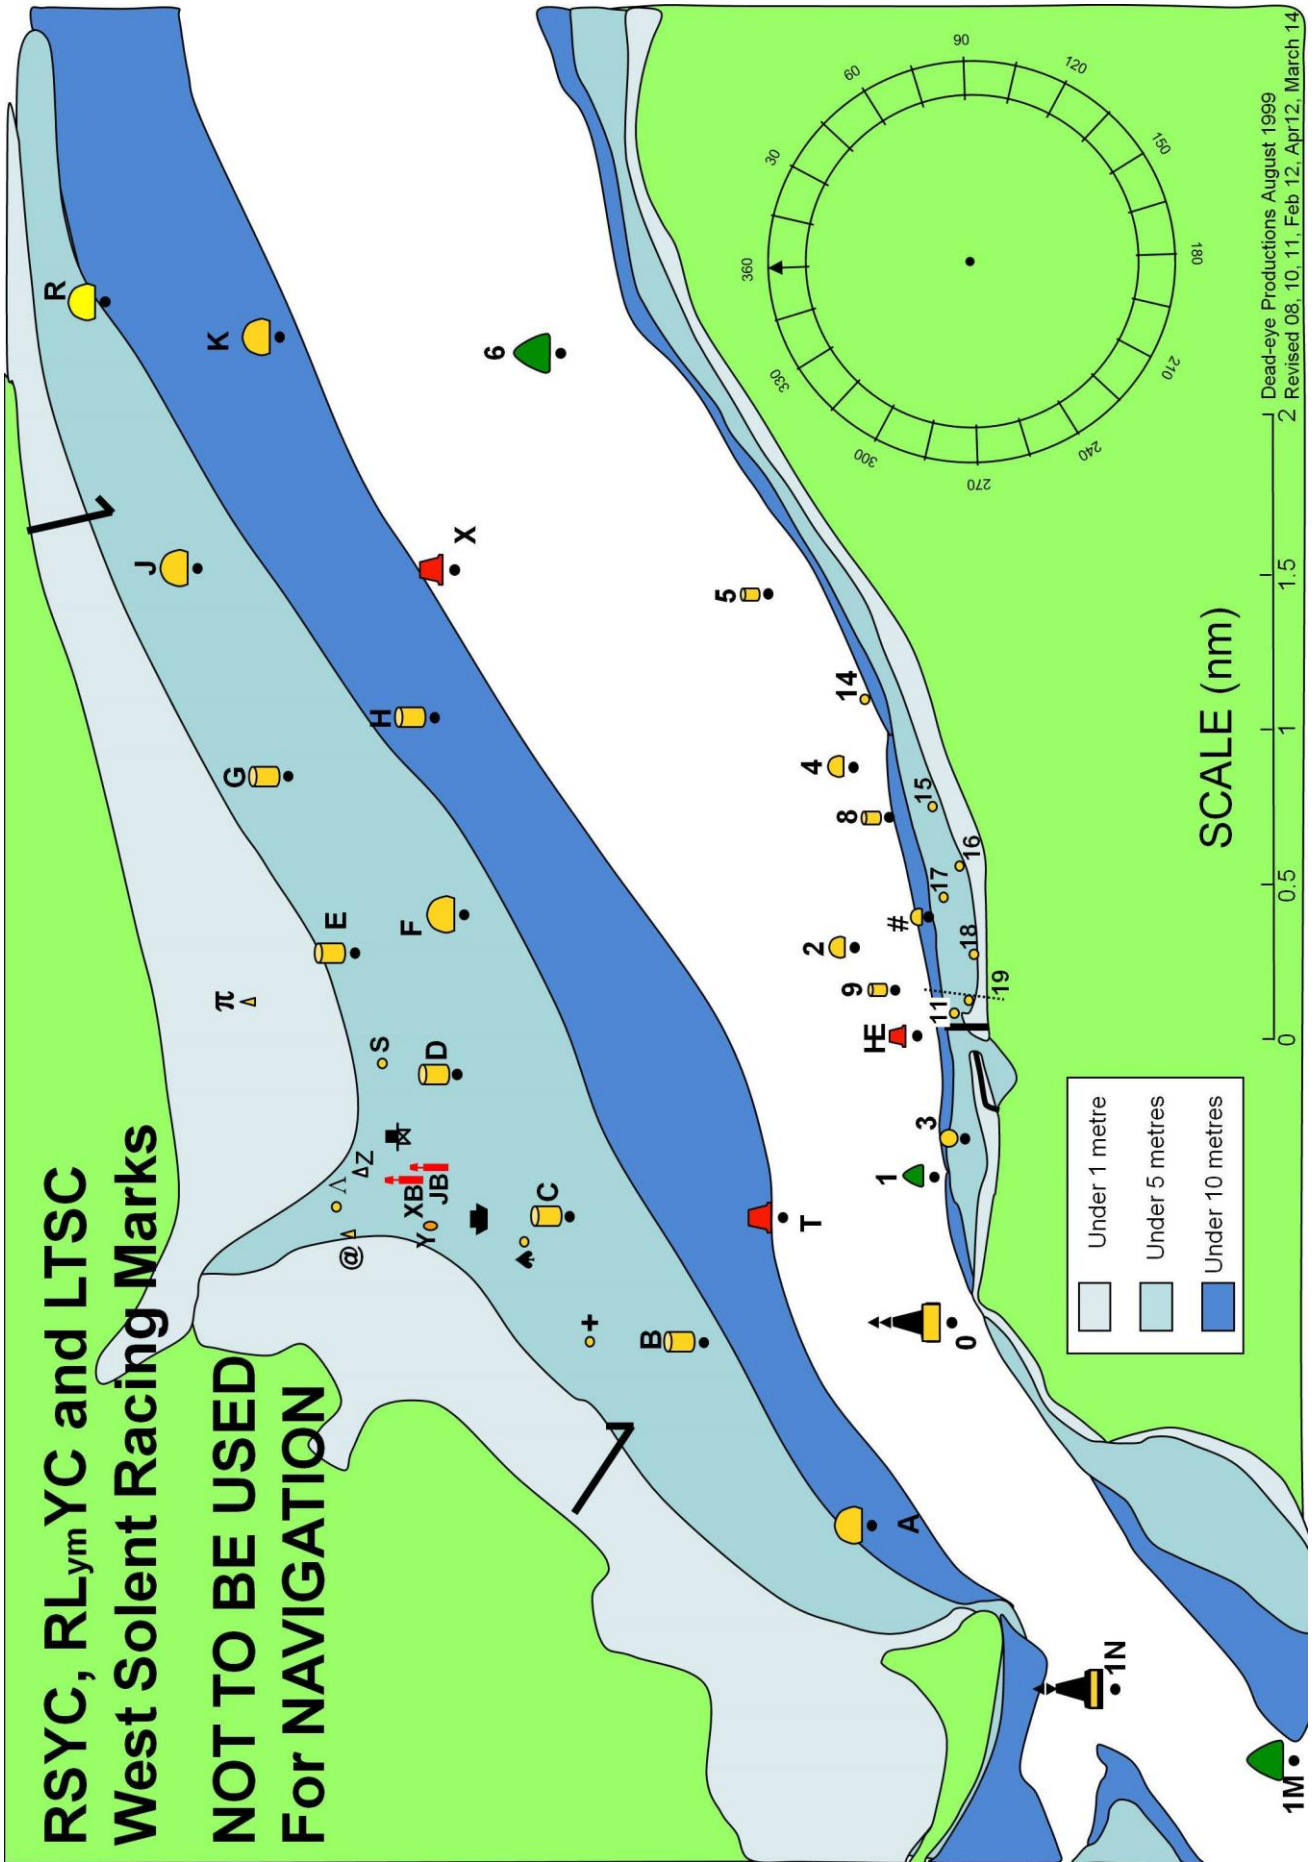 RSYC, RLymYC and LTSC
West Solent Racing Marks
NOT TO BE USED
For NAVIGATION
R
K
J
6
X
G
H
5
E
F
14
4
8
15
π
2
#
17
16
S
D
9
18
HE
11
19
Λ
Z
@
XB
JB
Y
C
3
1
T
+
B
0
A
1N
1M
♠
390
30
60
90
120
150
180
210
240
270
300
330
SCALE (nm)
0
0.5
1
1.5
2
Under 1 metre
Under 5 metres
Under 10 metres
Dead-eye Productions August 1999
Revised 08, 10, 11, Feb 12, Apr12, March 14